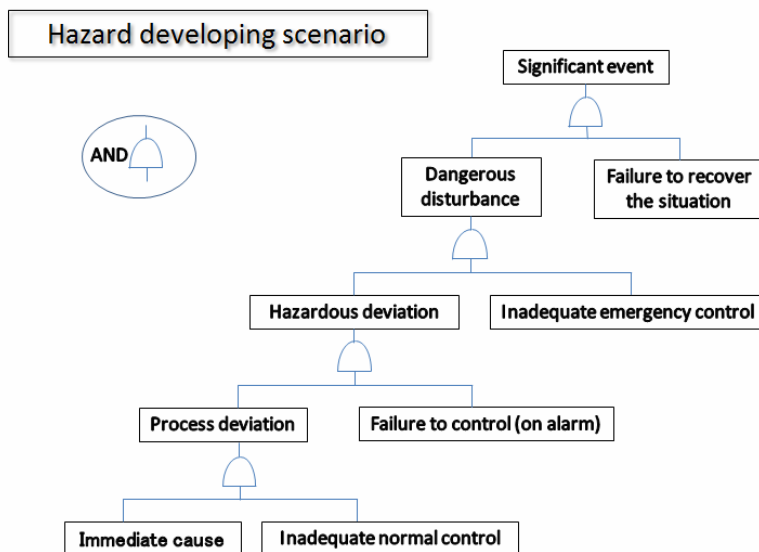 Hazard developing scenario
Significant event
AND
Dangerous
disturbance
Failure to recover
the situation
Hazardous deviation
Inadequate emergency control
Process deviation
Failure to control (on alarm)
Immediate cause
Inadequate normal control